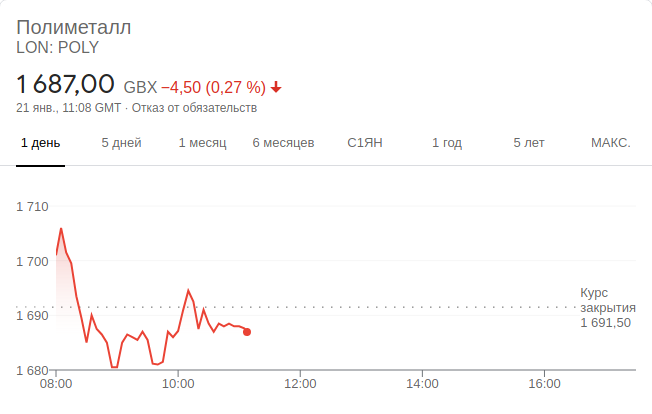 Полиметалл
LON: POLY
1 687,00 GBX −4,50 (0,27 %)
21 янв., 11:08 GMT · Отказ от обязательств
1 день 5 дней 1 месяц 6 месяцев С1ЯН 1 год 5 лет МАКС.
1 710
1 700
1 690
1 680
Курс
закрытия
1 691,50
08:00 10:00 12:00 14:00 16:00